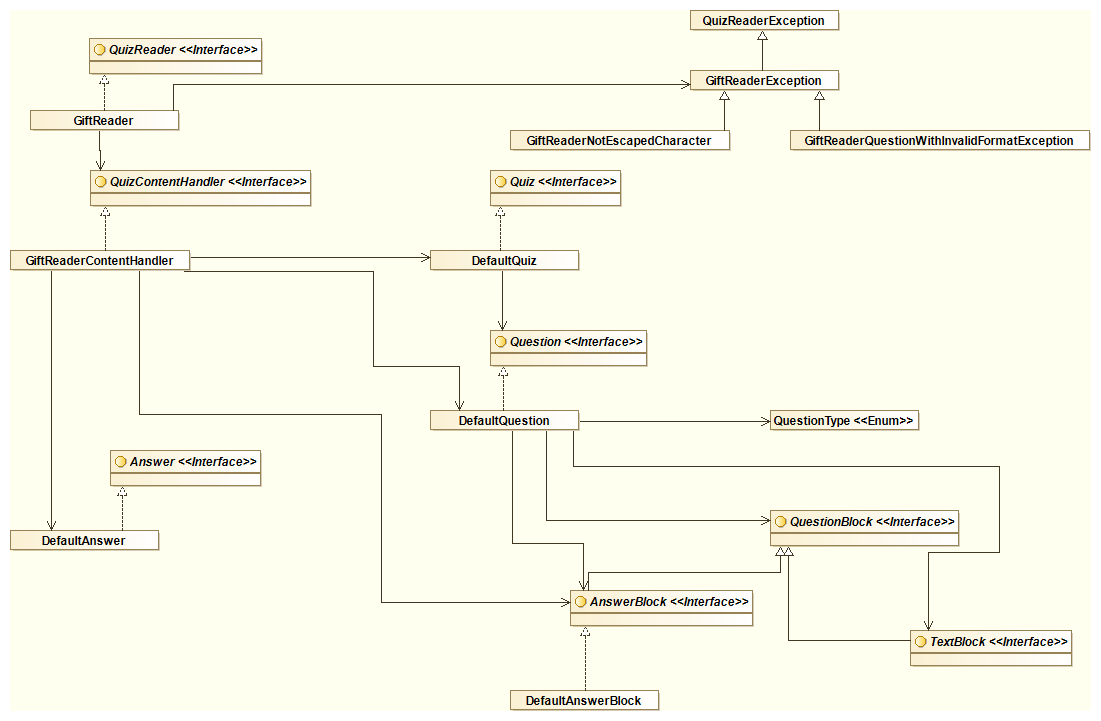 QuizReaderException
QuizReader <<Interface>>
GiftReaderException
GiftReader
GiftReaderNotEscapedCharacter
GiftReaderQuestionWithInvalidFormatException
QuizContentHandler <<Interface>>
Quiz <<Interface>>
GiftReaderContentHandler
DefaultQuiz
Question <<Interface>>
DefaultQuestion
QuestionType <<Enum>>
Answer <<Interface>>
QuestionBlock <<Interface>>
DefaultAnswer
AnswerBlock <<Interface>>
TextBlock <<Interface>>
DefaultAnswerBlock